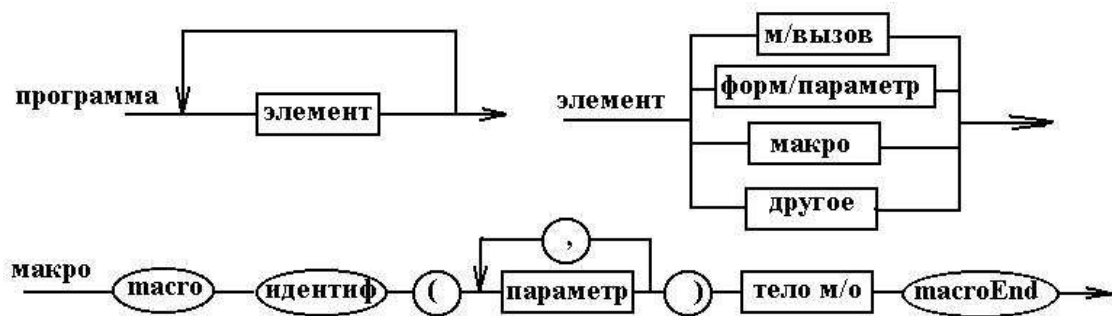 программа
элемент
элемент
м/вызов
форм/параметр
макро
другое
макро
macro
идентиф
(
,
параметр
)
тело м/о
macroEnd